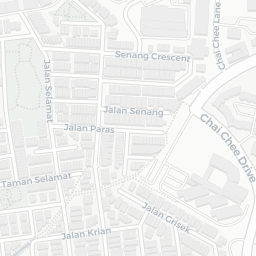 Chai Chee Lane
Senang Crescent
Jalan Selamat
Jalan Senang
Jalan Paras
Chai Chee Drive
Taman Selamat
Jalan Grisek
Jalan Krian